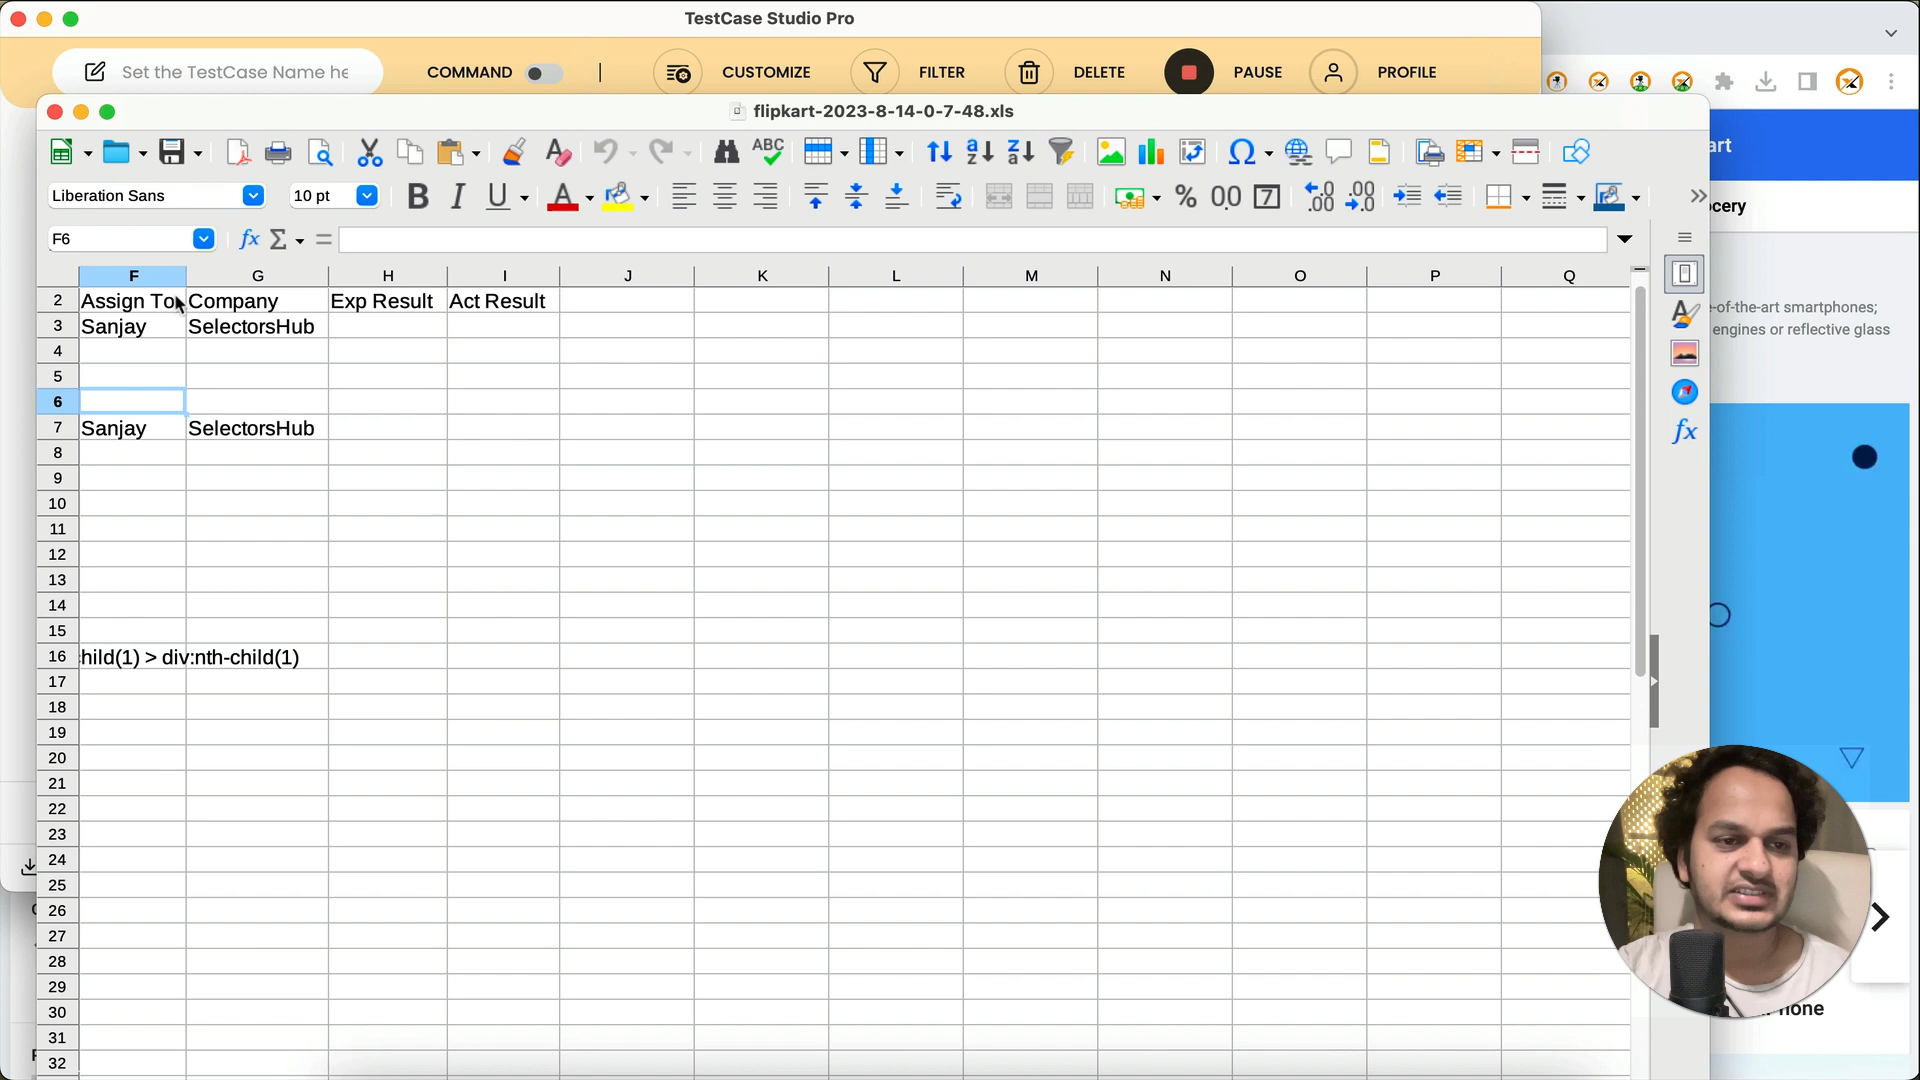 TestCase Studio Pro
Set the TestCase Name he
COMMAND
CUSTOMIZE
FILTER
DELETE
PAUSE
PROFILE
flipkart-2023-8-14-0-7-48.xls
Liberation Sans
10 pt
F6
art
cery
F G H I J K L M N O P Q
2 Assign To Company Exp Result Act Result
3 Sanjay SelectorsHub
4
5
6
7 Sanjay SelectorsHub
8
9
10
11
12
13
14
15
16 hild(1) > div:nth-child(1)
17
18
19
20
21
22
23
24
25
26
27
28
29
30
31
32
e-of-the-art smartphones;
engines or reflective glass